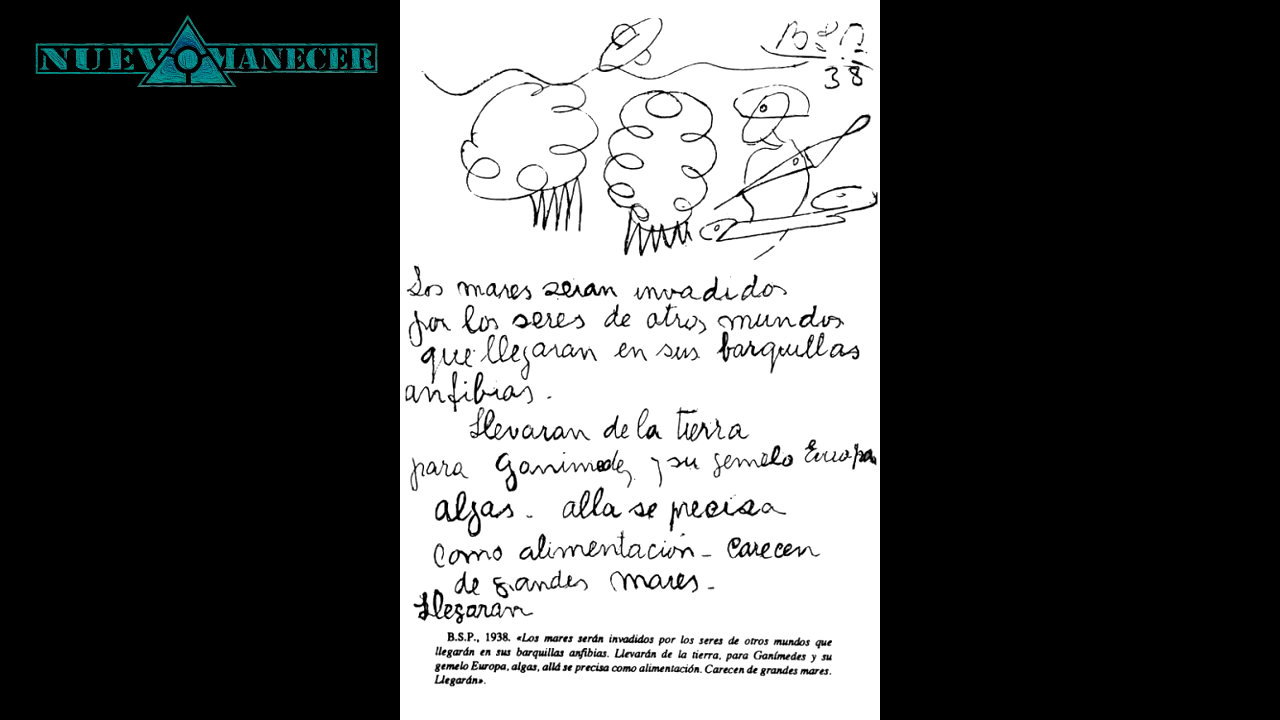 NUEVO MANECER
B.S.P.
38
Los mares seran invadidos
por los seres de otros mundos
que llegaran en sus barquillas
anfibias.
Llevaran de la tierra
para Ganimedes y su gemelo Europa
algas - alla se precisa
como alimentación - Carecen
de grandes mares -
Llegaran
B.S.P., 1938. «Los mares serán invadidos por los seres de otros mundos que
llegarán en sus barquillas anfibias. Llevarán de la tierra, para Ganímedes y su
gemelo Europa, algas, allá se precisa como alimentación. Carecen de grandes mares.
Llegarán».